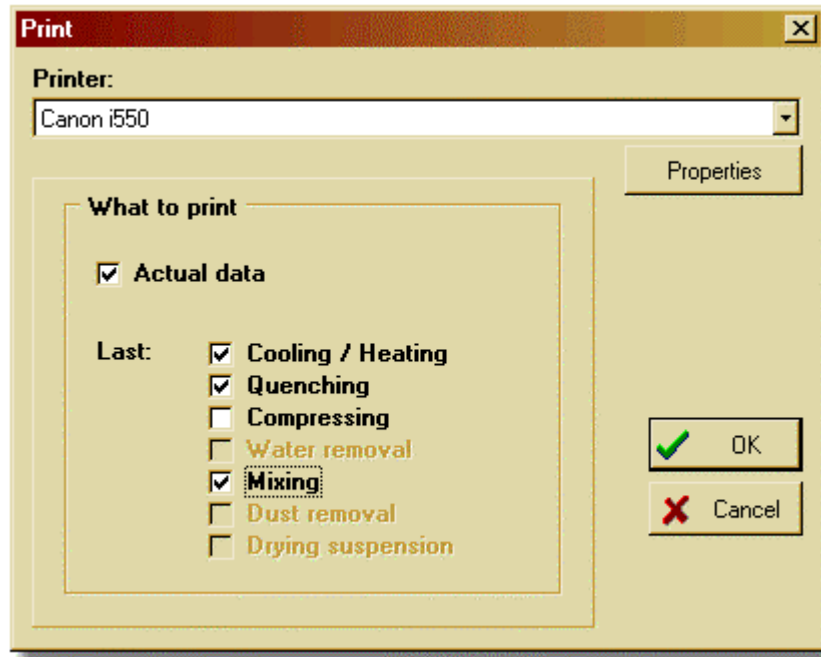 Print
Printer:
Canon i550
Properties
What to print
Actual data
Last:
Cooling / Heating
Quenching
Compressing
Water removal
Mixing
Dust removal
Drying suspension
OK
Cancel